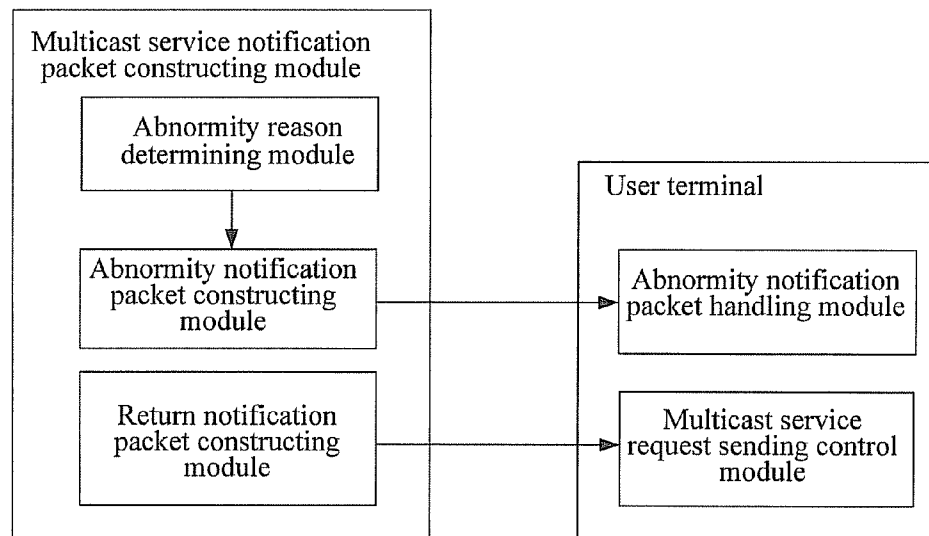 Multicast service notification
packet constructing module
Abnormity reason
determining module
Abnormity notification
packet constructing
module
Return notification
packet constructing
module
User terminal
Abnormity notification
packet handling module
Multicast service
request sending control
module